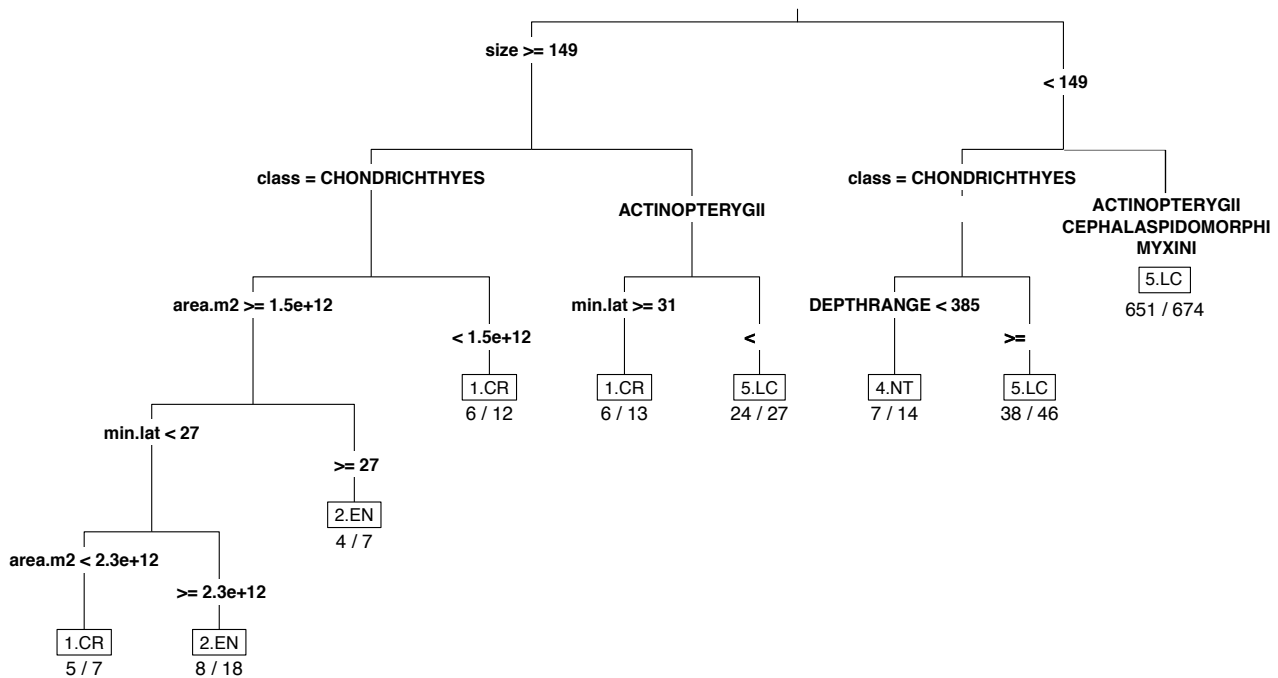 size >= 149
< 149
class = CHONDRICHTHYES
class = CHONDRICHTHYES
ACTINOPTERYGII
ACTINOPTERYGII
CEPHALASPIDOMORPHI
MYXINI
5.LC
651 / 674
area.m2 >= 1.5e+12
min.lat >= 31
DEPTHRANGE < 385
< 1.5e+12
<
>=
1.CR
1.CR
5.LC
4.NT
5.LC
6 / 12
6 / 13
24 / 27
7 / 14
38 / 46
min.lat < 27
>= 27
2.EN
4 / 7
area.m2 < 2.3e+12
>= 2.3e+12
1.CR
2.EN
5 / 7
8 / 18